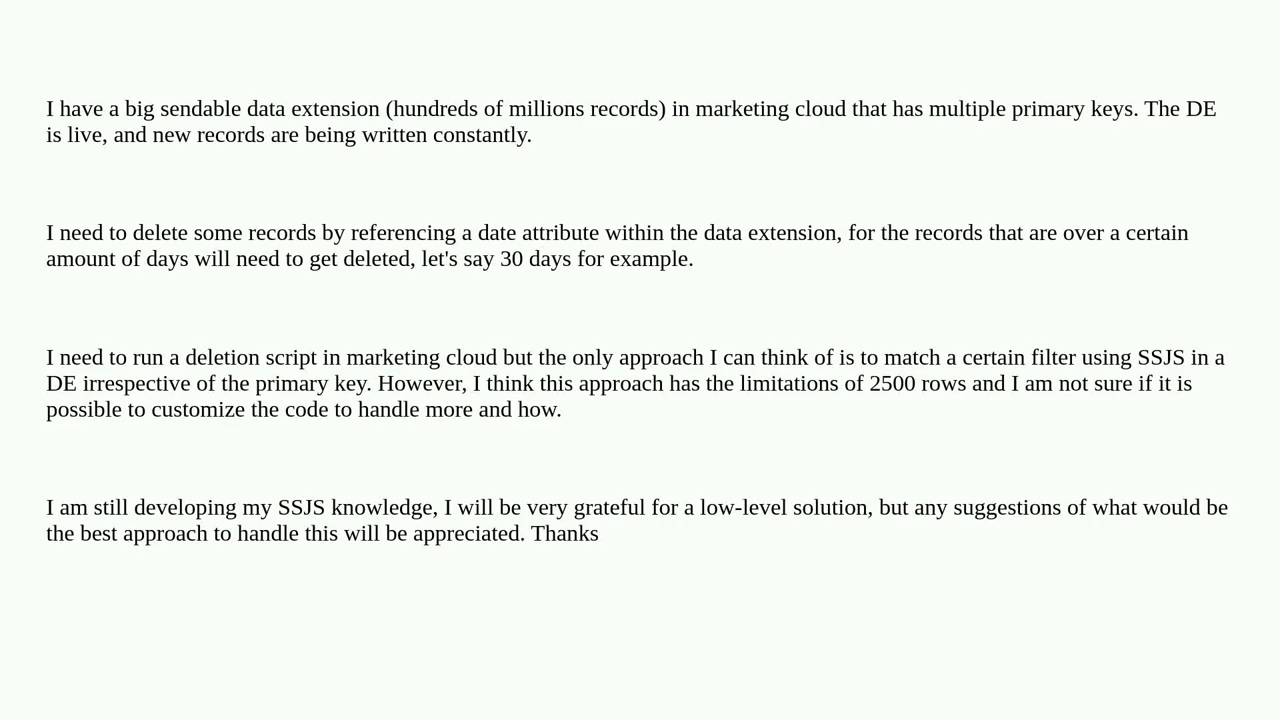 I have a big sendable data extension (hundreds of millions records) in marketing cloud that has multiple primary keys. The DE
is live, and new records are being written constantly.
I need to delete some records by referencing a date attribute within the data extension, for the records that are over a certain
amount of days will need to get deleted, let's say 30 days for example.
I need to run a deletion script in marketing cloud but the only approach I can think of is to match a certain filter using SSJS in a
DE irrespective of the primary key. However, I think this approach has the limitations of 2500 rows and I am not sure if it is
possible to customize the code to handle more and how.
I am still developing my SSJS knowledge, I will be very grateful for a low-level solution, but any suggestions of what would be
the best approach to handle this will be appreciated. Thanks